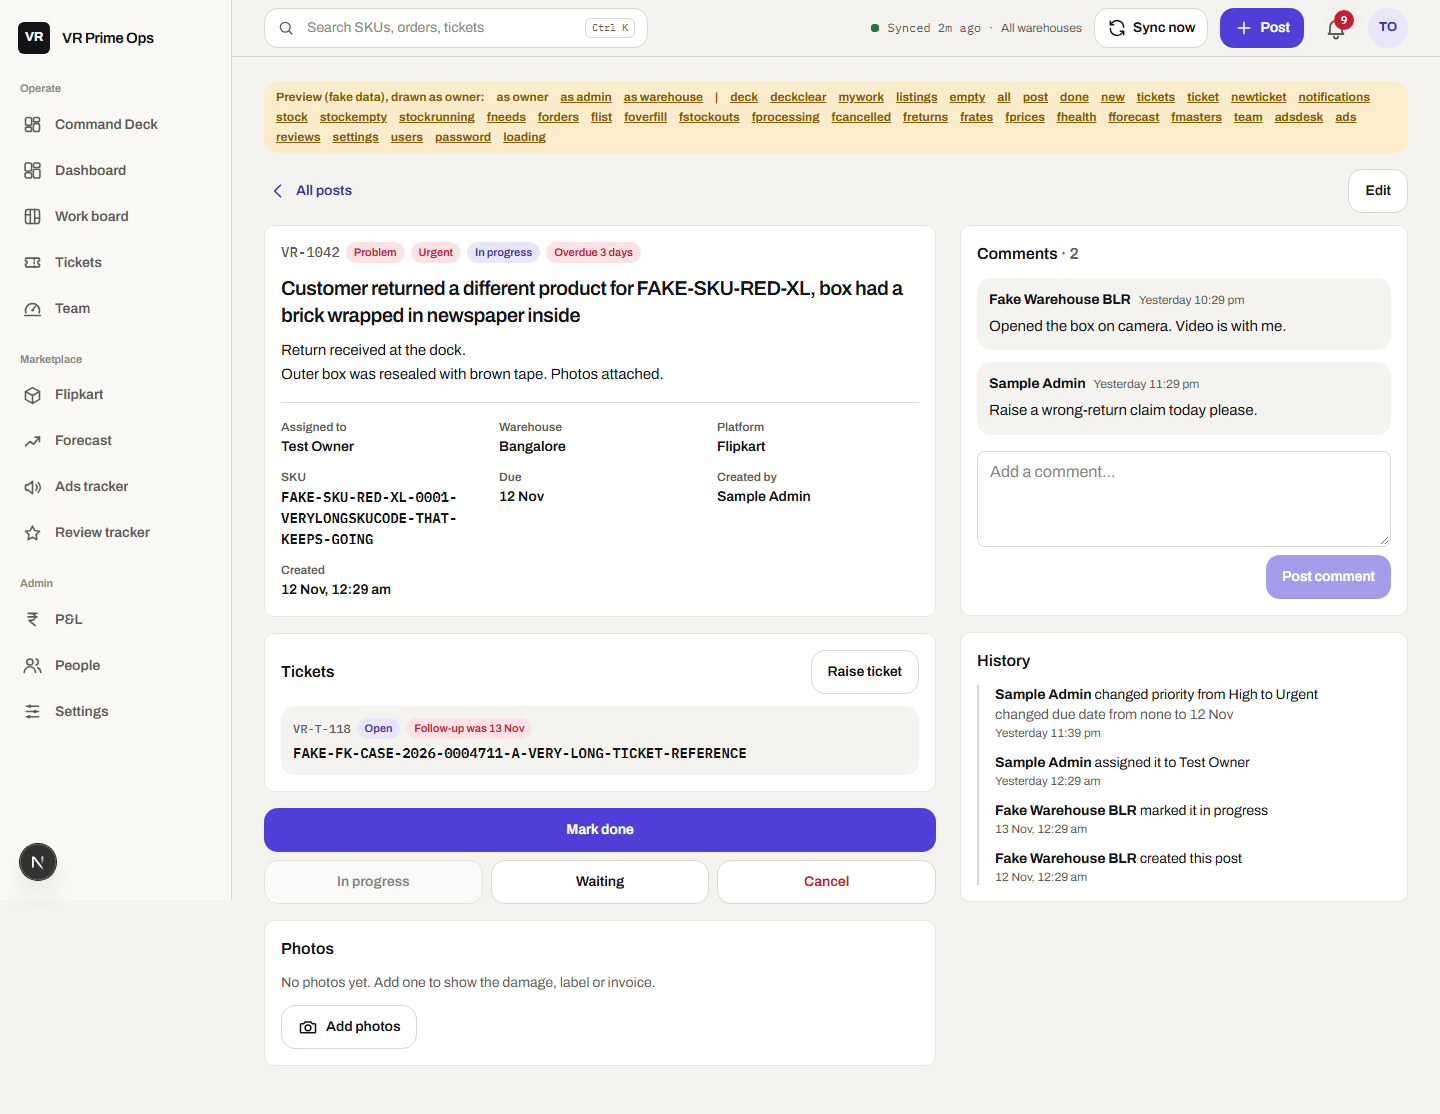 VR
VR Prime Ops
Search SKUs, orders, tickets
Ctrl K
Synced 2m ago · All warehouses
Sync now
Post
9
TO
Operate
Command Deck
Dashboard
Work board
Tickets
Team
Marketplace
Flipkart
Forecast
Ads tracker
Review tracker
Admin
P&L
People
Settings
N
Preview (fake data), drawn as owner: as owner as admin as warehouse | deck deckclear mywork listings empty all post done new tickets ticket newticket notifications
stock stockempty stockrunning fneeds forders flist foverfill fstockouts fprocessing fcancelled freturns frates fprices fhealth fforecast fmasters team adsdesk ads
reviews settings users password loading
All posts
Edit
VR-1042 Problem Urgent In progress Overdue 3 days
Customer returned a different product for FAKE-SKU-RED-XL, box had a
brick wrapped in newspaper inside
Return received at the dock.
Outer box was resealed with brown tape. Photos attached.
Assigned to
Test Owner
Warehouse
Bangalore
Platform
Flipkart
SKU
FAKE-SKU-RED-XL-0001-
VERYLONGSKUCODE-THAT-
KEEPS-GOING
Due
12 Nov
Created by
Sample Admin
Created
12 Nov, 12:29 am
Tickets
Raise ticket
VR-T-118 Open Follow-up was 13 Nov
FAKE-FK-CASE-2026-0004711-A-VERY-LONG-TICKET-REFERENCE
Mark done
In progress
Waiting
Cancel
Photos
No photos yet. Add one to show the damage, label or invoice.
Add photos
Comments · 2
Fake Warehouse BLR Yesterday 10:29 pm
Opened the box on camera. Video is with me.
Sample Admin Yesterday 11:29 pm
Raise a wrong-return claim today please.
Add a comment...
Post comment
History
Sample Admin changed priority from High to Urgent
changed due date from none to 12 Nov
Yesterday 11:39 pm
Sample Admin assigned it to Test Owner
Yesterday 12:29 am
Fake Warehouse BLR marked it in progress
13 Nov, 12:29 am
Fake Warehouse BLR created this post
12 Nov, 12:29 am